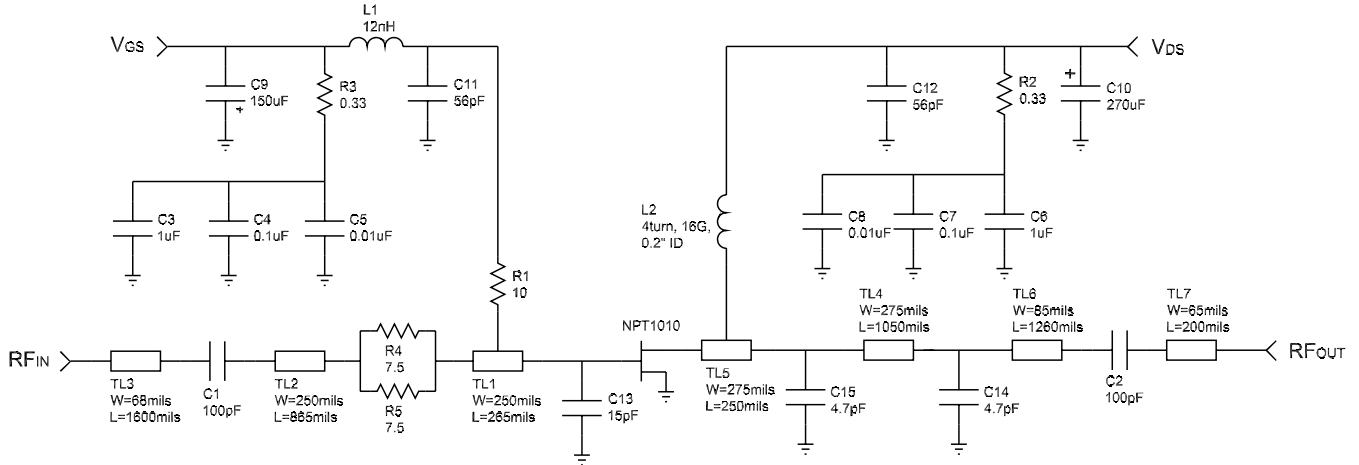 L1
12nH
VGS
VDS
C9
150uF
+
R3
0.33
C11
56pF
C12
56pF
R2
0.33
+
C10
270uF
C3
1uF
C4
0.1uF
C5
0.01uF
L2
4turn, 16G,
0.2" ID
C8
0.01uF
C7
0.1uF
C6
1uF
R1
10
TL4
W=275mils
L=1050mils
TL6
W=85mils
L=1260mils
TL7
W=65mils
L=200mils
NPT1010
RFIN
R4
7.5
RFOUT
TL3
W=68mils
L=1600mils
C1
100pF
TL2
W=250mils
L=865mils
R5
7.5
TL1
W=250mils
L=265mils
C13
15pF
TL5
W=275mils
L=250mils
C15
4.7pF
C14
4.7pF
C2
100pF